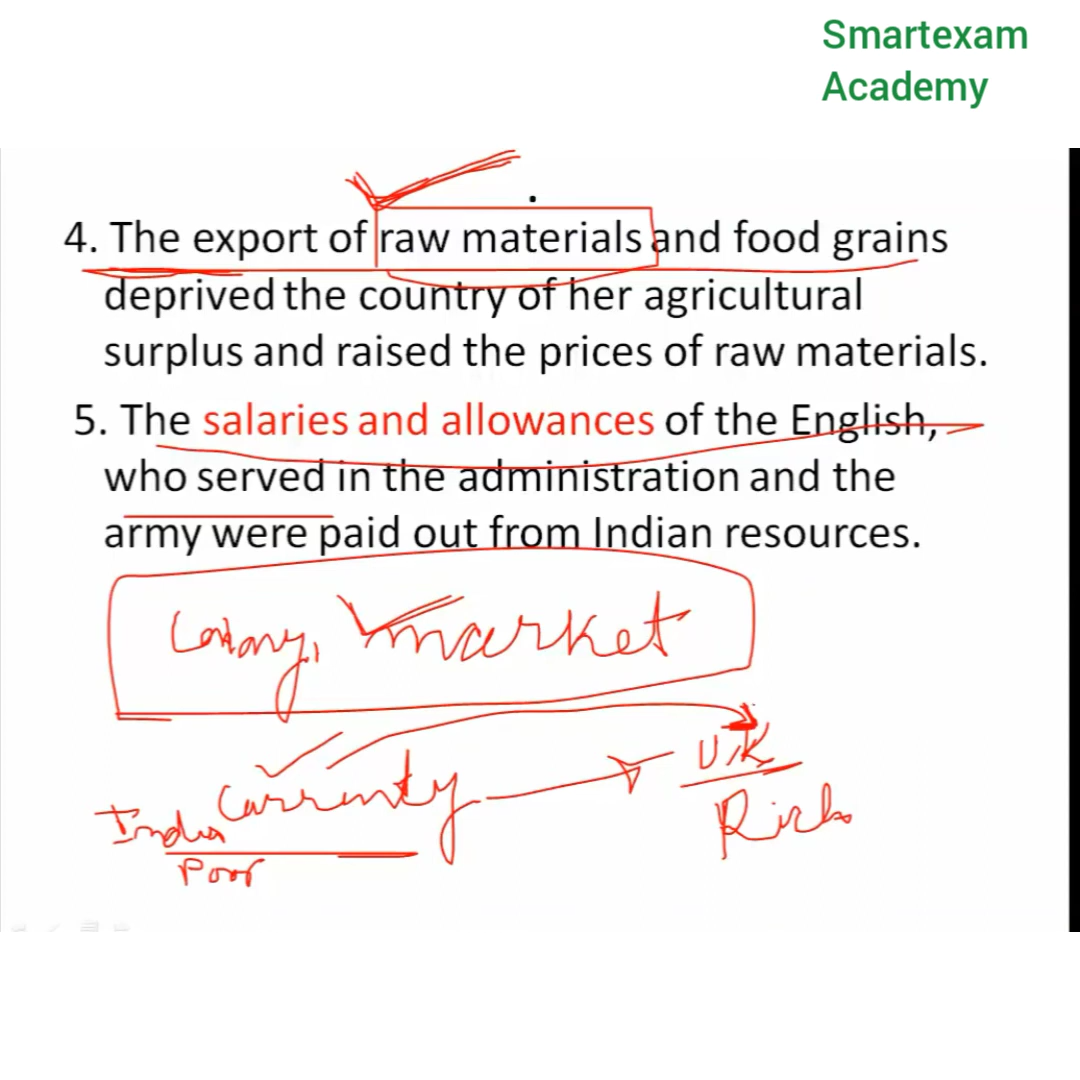 Smartexam
Academy
4. The export of raw materials and food grains
deprived the country of her agricultural
surplus and raised the prices of raw materials.
5. The salaries and allowances of the English,
who served in the administration and the
army were paid out from Indian resources.
Colony, market
India Currenty U.K
Poor Rich